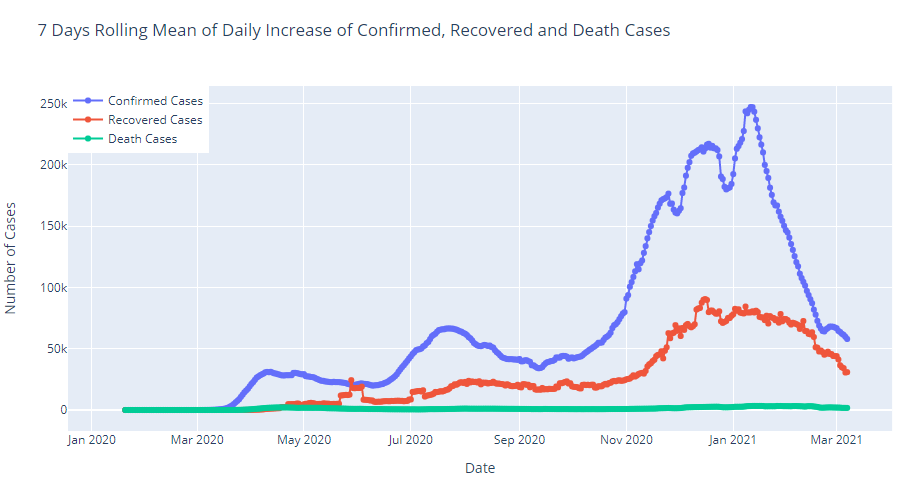 7 Days Rolling Mean of Daily Increase of Confirmed, Recovered and Death Cases
Confirmed Cases
Recovered Cases
Death Cases
250k
200k
150k
100k
50k
0
Number of Cases
Jan 2020
Mar 2020
May 2020
Jul 2020
Sep 2020
Nov 2020
Jan 2021
Mar 2021
Date